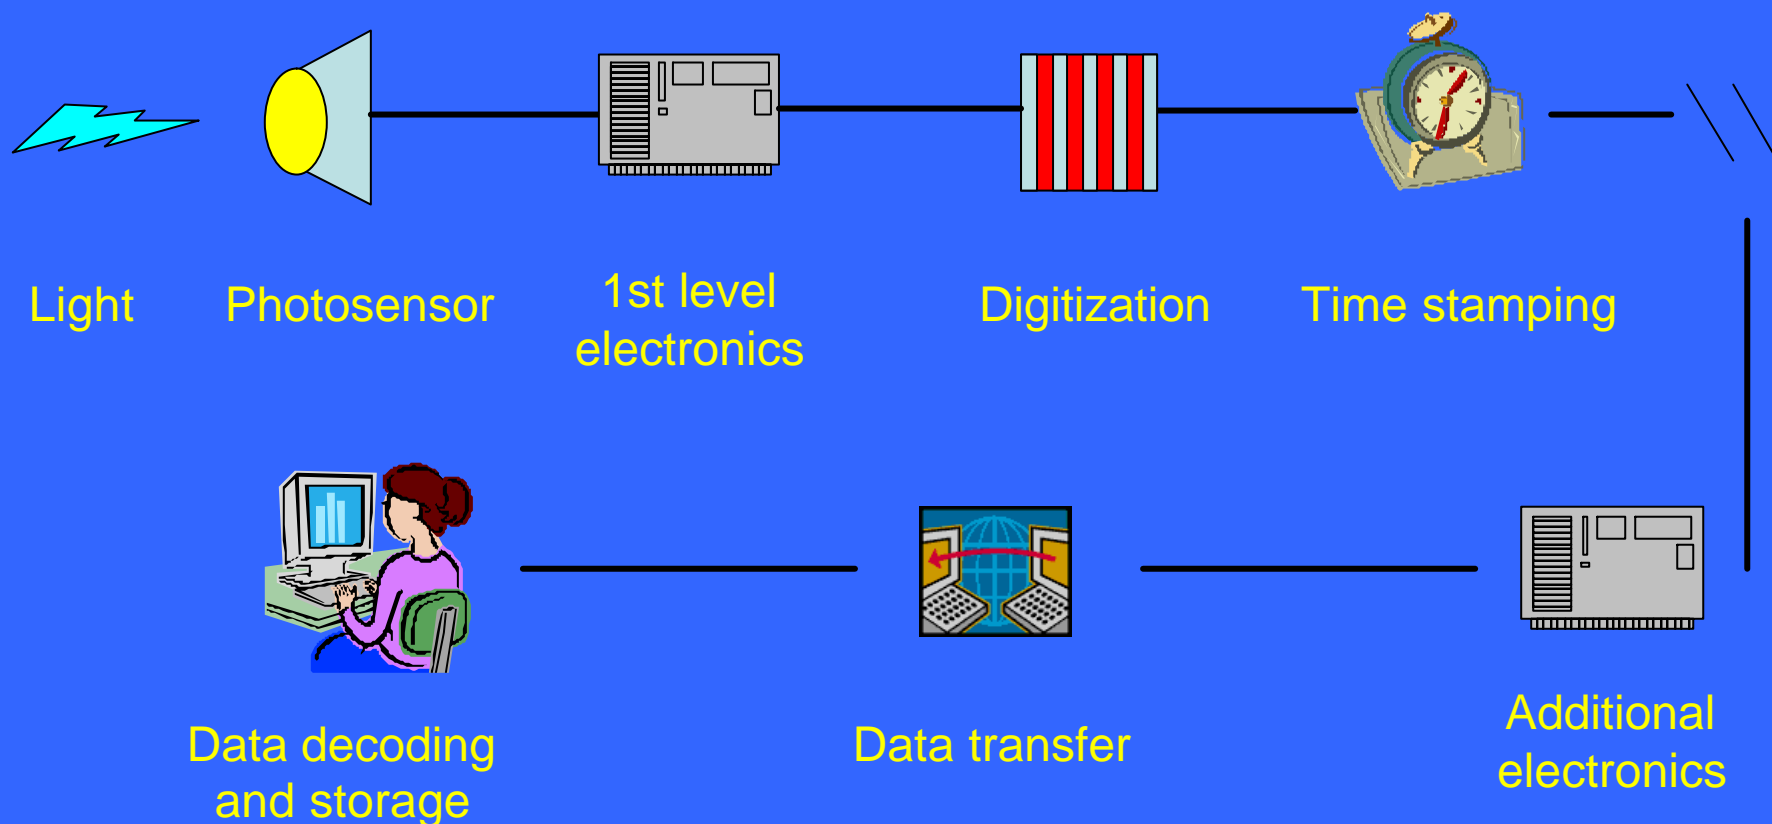 Light
Photosensor
1st level
electronics
Digitization
Time stamping
Data decoding
and storage
Data transfer
Additional
electronics